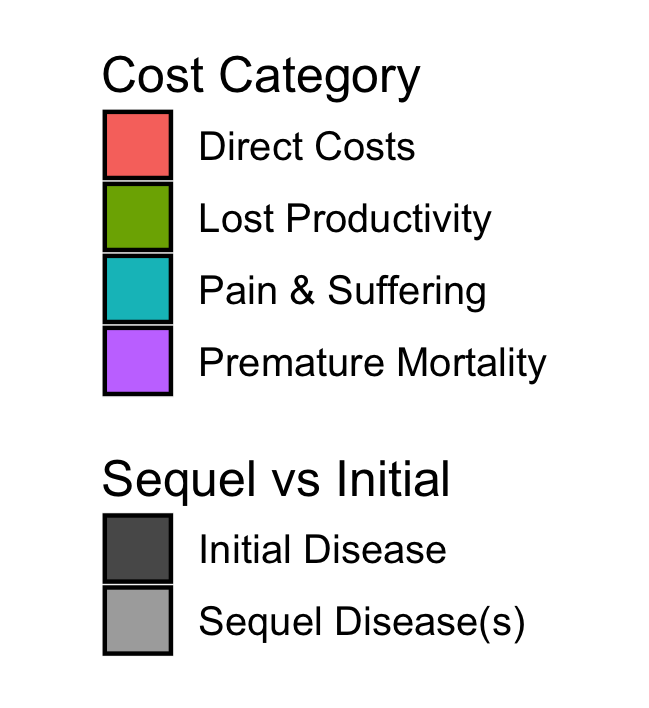 Cost Category
Direct Costs
Lost Productivity
Pain & Suffering
Premature Mortality
Sequel vs Initial
Initial Disease
Sequel Disease(s)